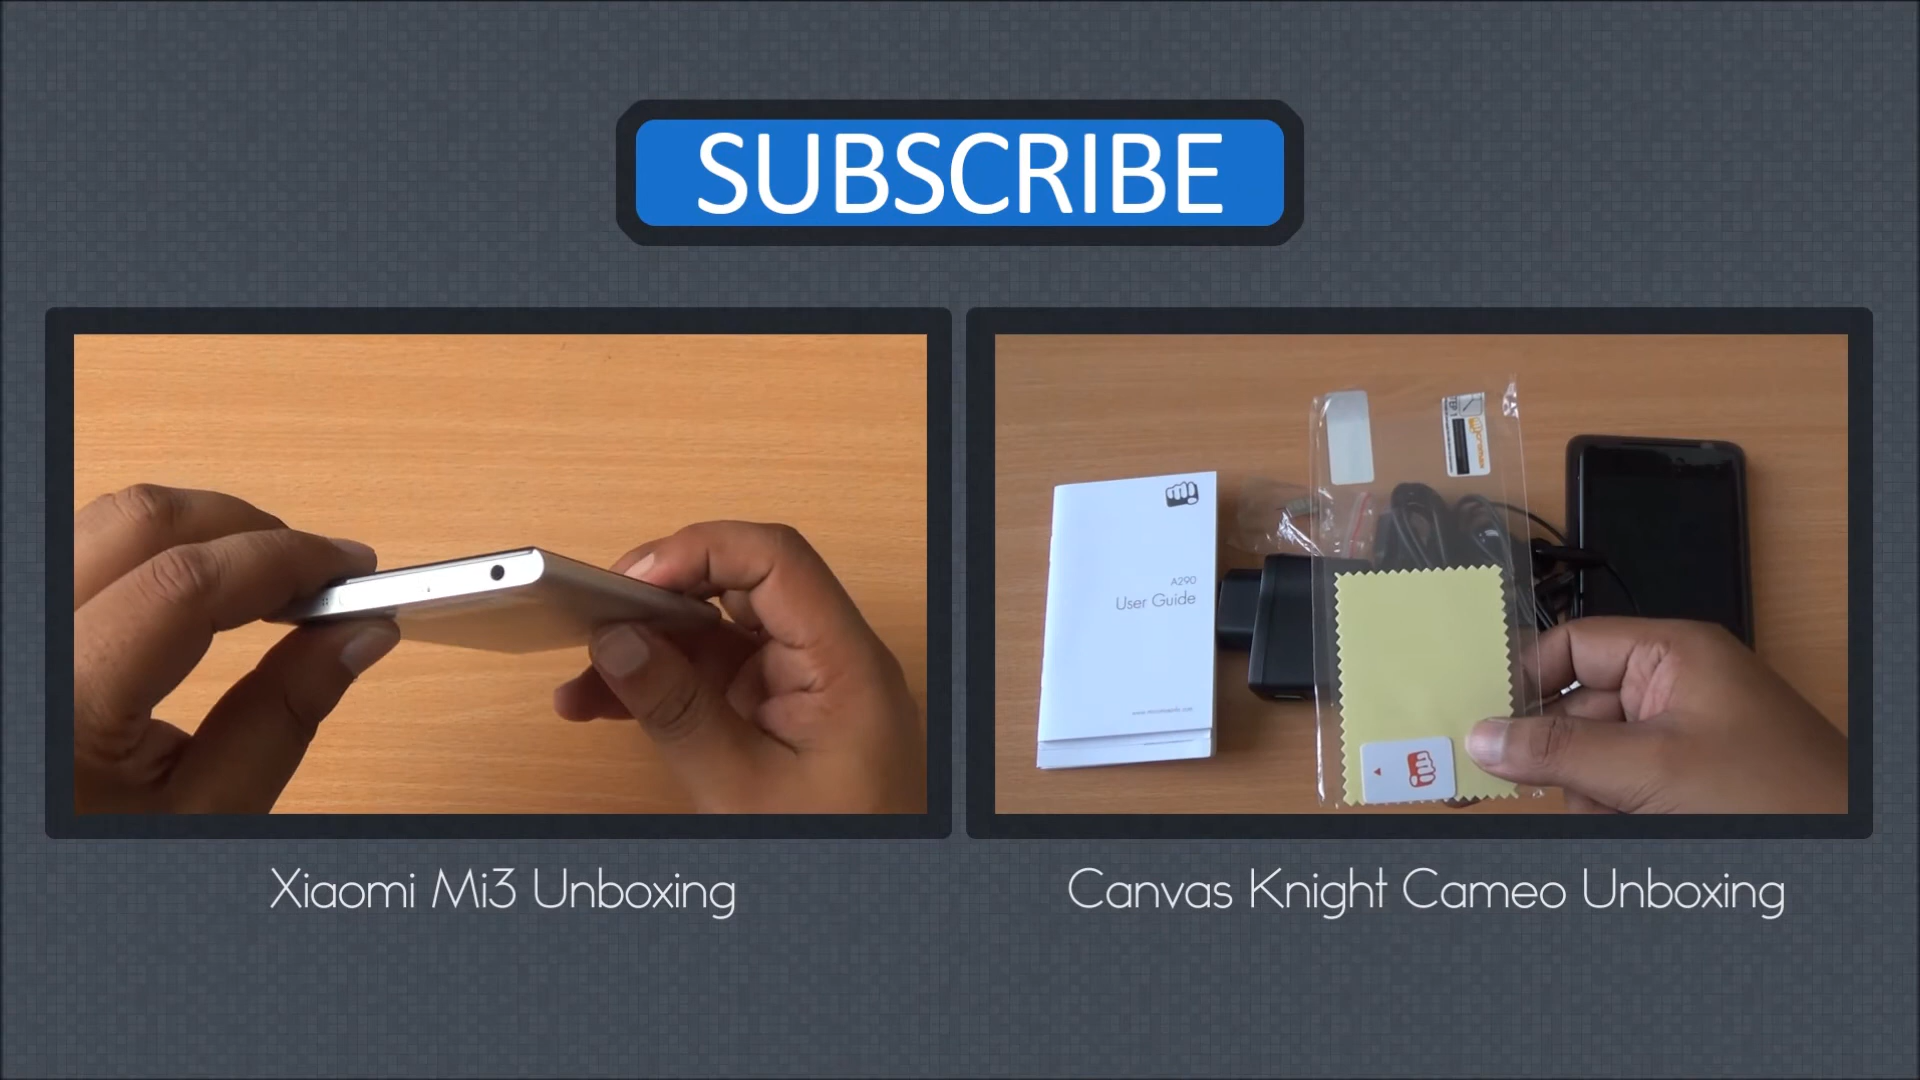 SUBSCRIBE
A290
User Guide
Xiaomi Mi3 Unboxing
Canvas Knight Cameo Unboxing